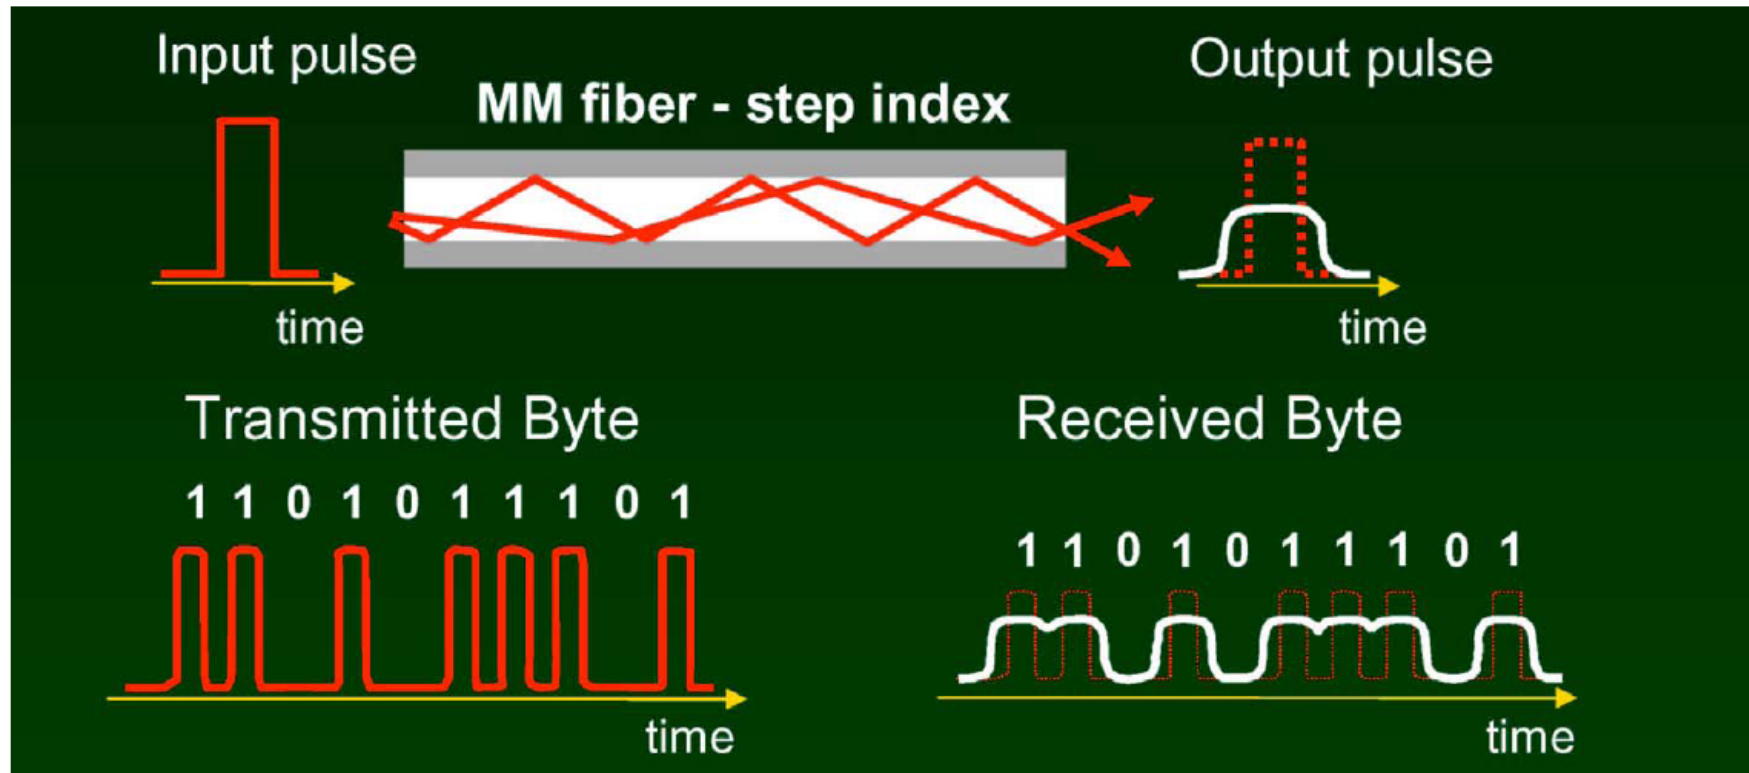 Input pulse
MM fiber - step index
Output pulse
time
time
Transmitted Byte
1 1 0 1 0 1 1 1 0 1
time
Received Byte
1 1 0 1 0 1 1 1 0 1
time